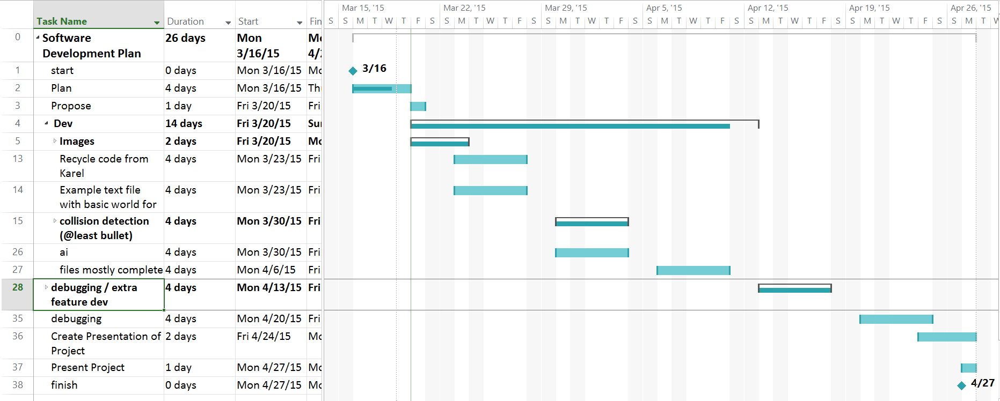 Mar 15, '15 Mar 22, '15 Mar 29, '15 Apr 5, '15 Apr 12, '15 Apr 19, '15 Apr 26, '15
Task Name Duration Start Fin S S M T W T F S S M T W T F S S M T W T F S S M T W T F S S M T W T F S S M T W T F S S M T W
0 Software 26 days Mon Mo
Development Plan 3/16/15 4/2
1 start 0 days Mon 3/16/15 Mo 3/16
2 Plan 4 days Mon 3/16/15 Thu
3 Propose 1 day Fri 3/20/15 Fri
4 Dev 14 days Fri 3/20/15 Sun
5 Images 2 days Fri 3/20/15 Mo
13 Recycle code from 4 days Mon 3/23/15 Fri
Karel
14 Example text file 4 days Mon 3/23/15 Fri
with basic world for
15 collision detection 4 days Mon 3/30/15 Fri
(@least bullet)
26 ai 4 days Mon 3/30/15 Fri
27 files mostly complete 4 days Mon 4/6/15 Fri
28 debugging / extra 4 days Mon 4/13/15 Fri
feature dev
35 debugging 4 days Mon 4/20/15 Fri
36 Create Presentation of 2 days Fri 4/24/15 Mo
Project
37 Present Project 1 day Mon 4/27/15 Mo
38 finish 0 days Mon 4/27/15 Mo 4/27